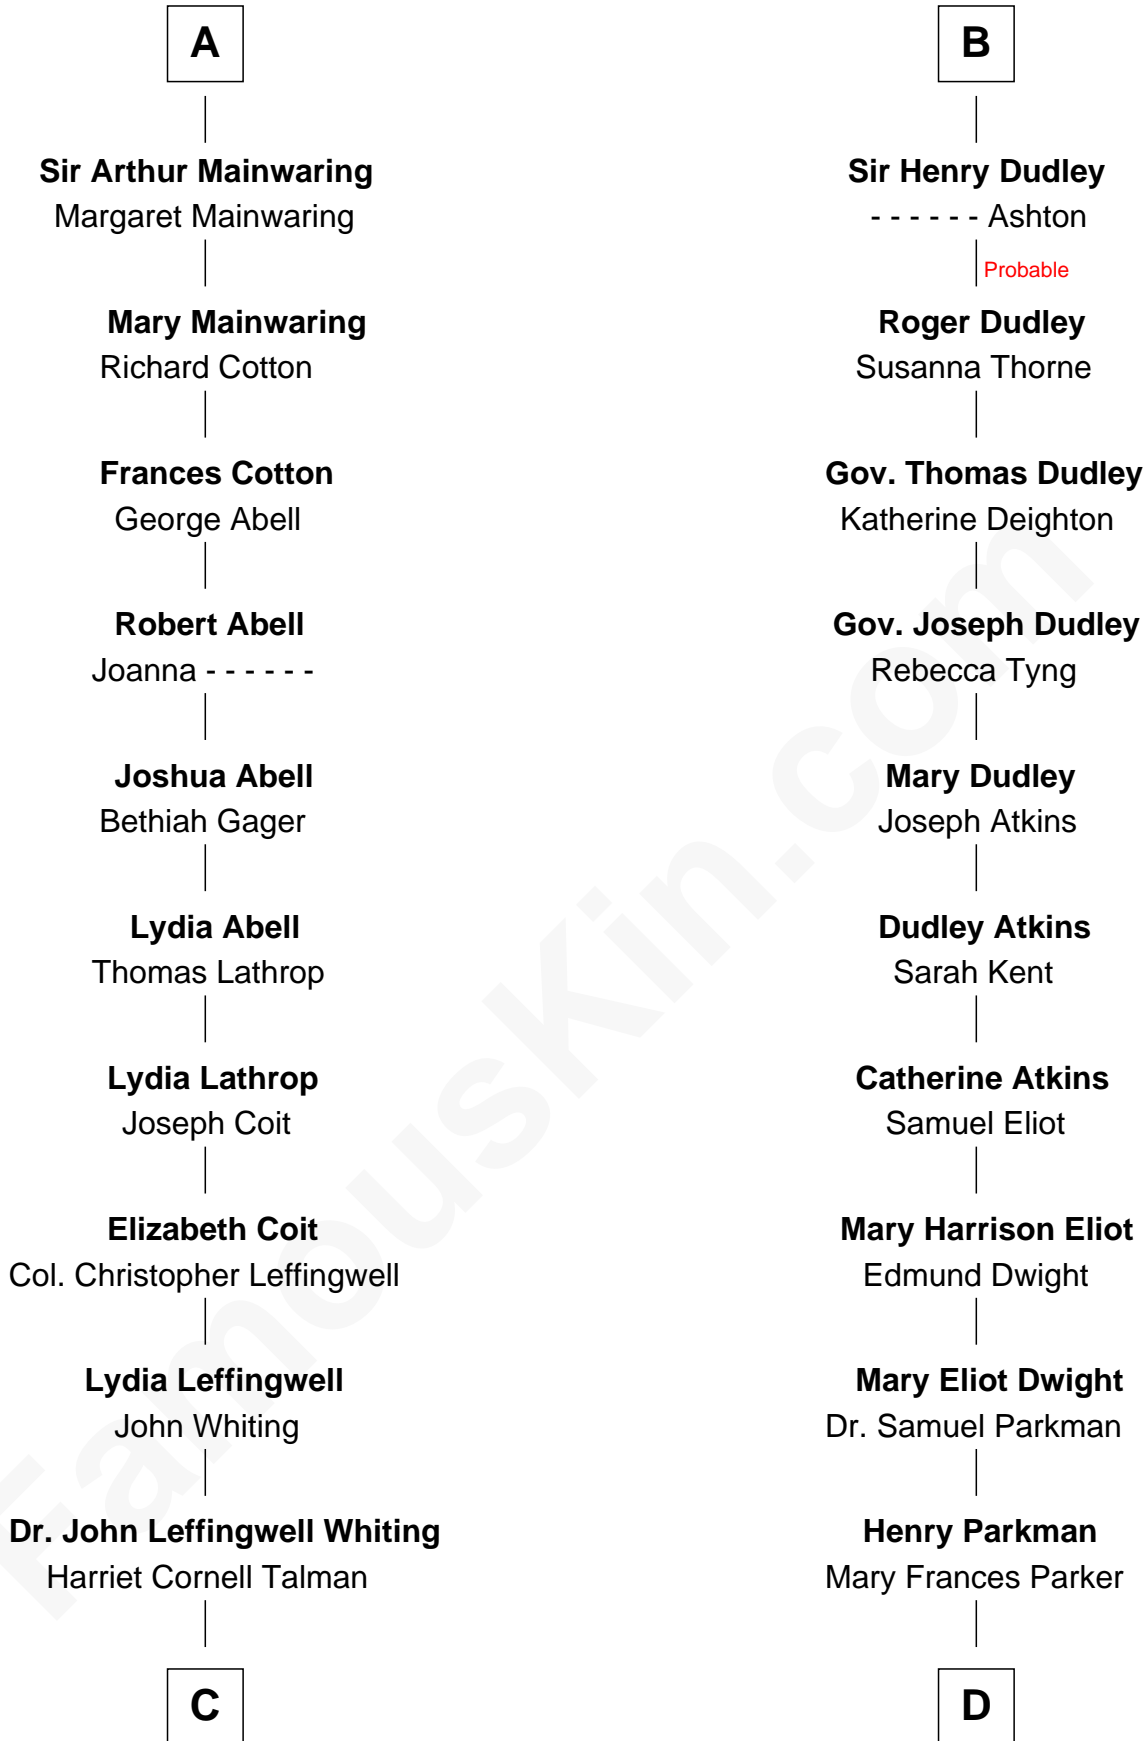 A
Sir Arthur Mainwaring
Margaret Mainwaring
Mary Mainwaring
Richard Cotton
Frances Cotton
George Abell
Robert Abell
Joanna - - - - - -
Joshua Abell
Bethiah Gager
Lydia Abell
Thomas Lathrop
Lydia Lathrop
Joseph Coit
Elizabeth Coit
Col. Christopher Leffingwell
Lydia Leffingwell
John Whiting
Dr. John Leffingwell Whiting
Harriet Cornell Talman
C
B
Sir Henry Dudley
- - - - - - Ashton
Probable
Roger Dudley
Susanna Thorne
Gov. Thomas Dudley
Katherine Deighton
Gov. Joseph Dudley
Rebecca Tyng
Mary Dudley
Joseph Atkins
Dudley Atkins
Sarah Kent
Catherine Atkins
Samuel Eliot
Mary Harrison Eliot
Edmund Dwight
Mary Eliot Dwight
Dr. Samuel Parkman
Henry Parkman
Mary Frances Parker
D
FamousKin.com